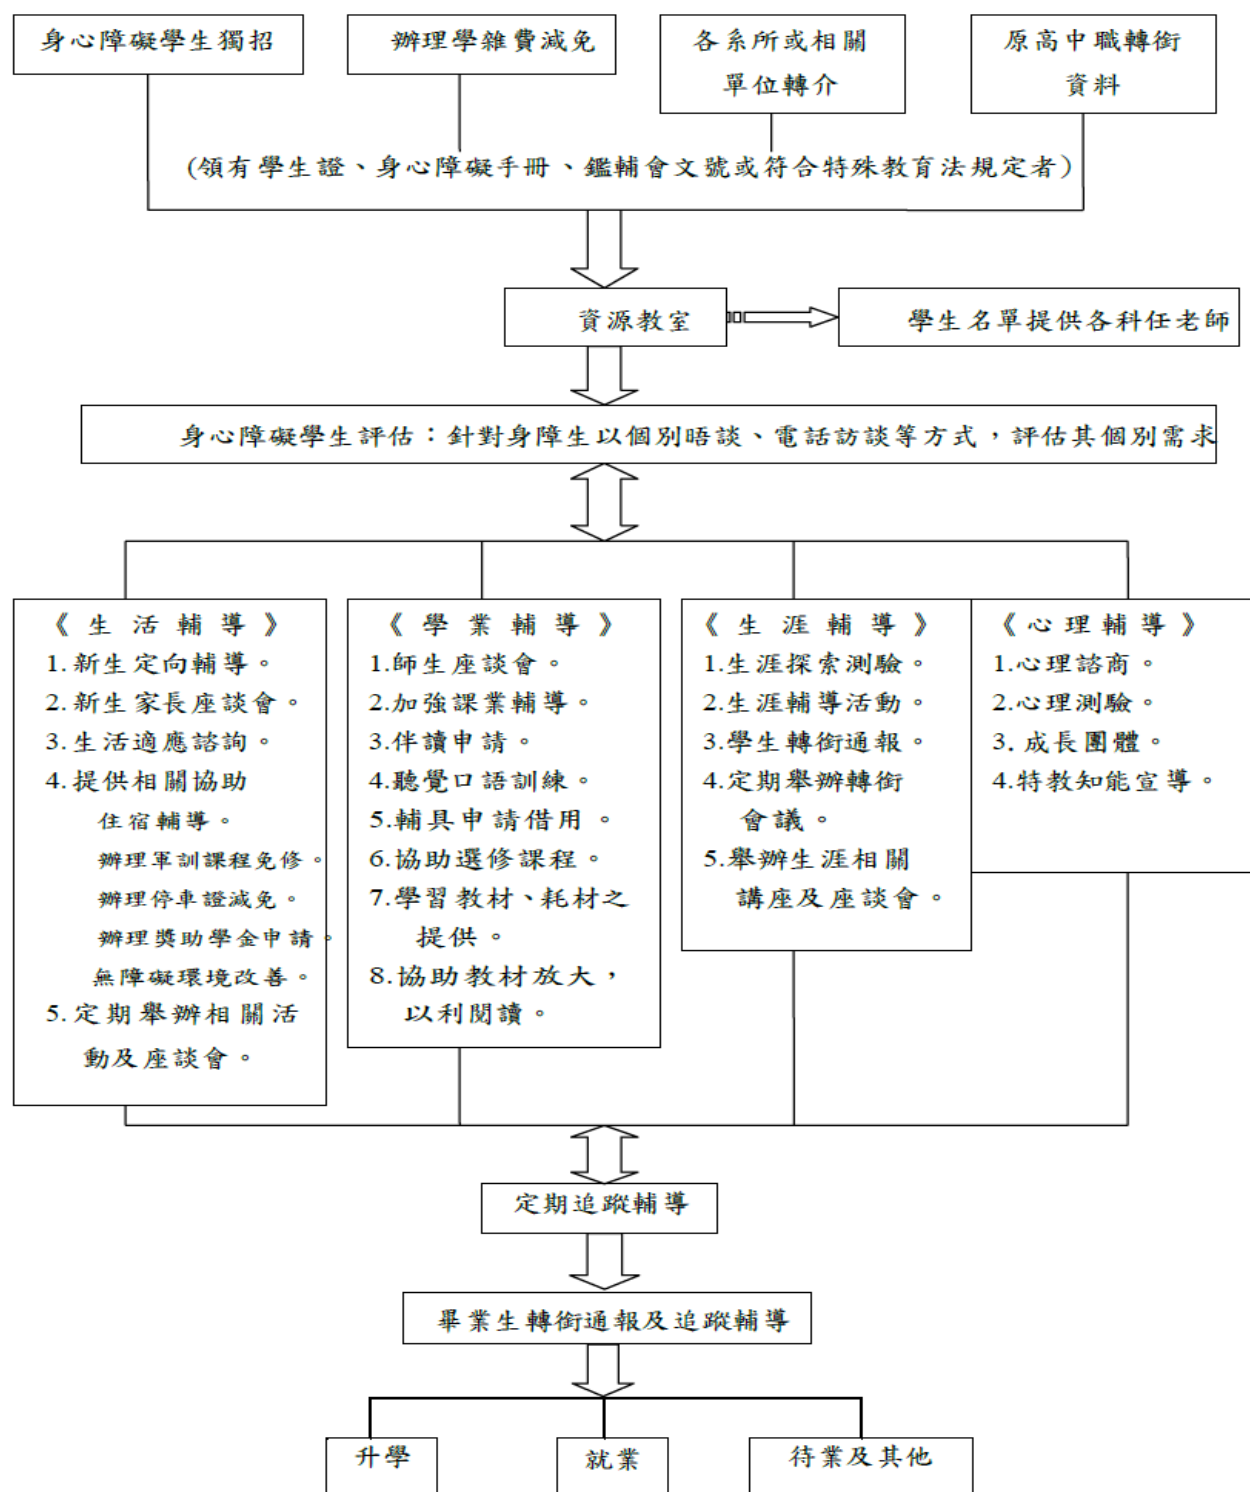 身心障礙學生獨招
辦理學雜費減免
各系所或相關
單位轉介
原高中職轉銜
資料
(領有學生證、身心障礙手冊、鑑輔會文號或符合特殊教育法規定者)
資源教室
學生名單提供各科任老師
身心障礙學生評估：針對身障生以個別晤談、電話訪談等方式，評估其個別需求
《生活輔導》
1.新生定向輔導。
2.新生家長座談會。
3.生活適應諮詢。
4.提供相關協助
住宿輔導。
辦理軍訓課程免修。
辦理停車證減免。
辦理獎助學金申請。
無障礙環境改善。
5.定期舉辦相關活
動及座談會。
《學業輔導》
1.師生座談會。
2.加強課業輔導。
3.伴讀申請。
4.聽覺口語訓練。
5.輔具申請借用。
6.協助選修課程。
7.學習教材、耗材之
提供。
8.協助教材放大，
以利閱讀。
《生涯輔導》
1.生涯探索測驗。
2.生涯輔導活動。
3.學生轉銜通報。
4.定期舉辦轉銜
會議。
5.舉辦生涯相關
講座及座談會。
《心理輔導》
1.心理諮商。
2.心理測驗。
3.成長團體。
4.特教知能宣導。
定期追蹤輔導
畢業生轉銜通報及追蹤輔導
升學
就業
待業及其他